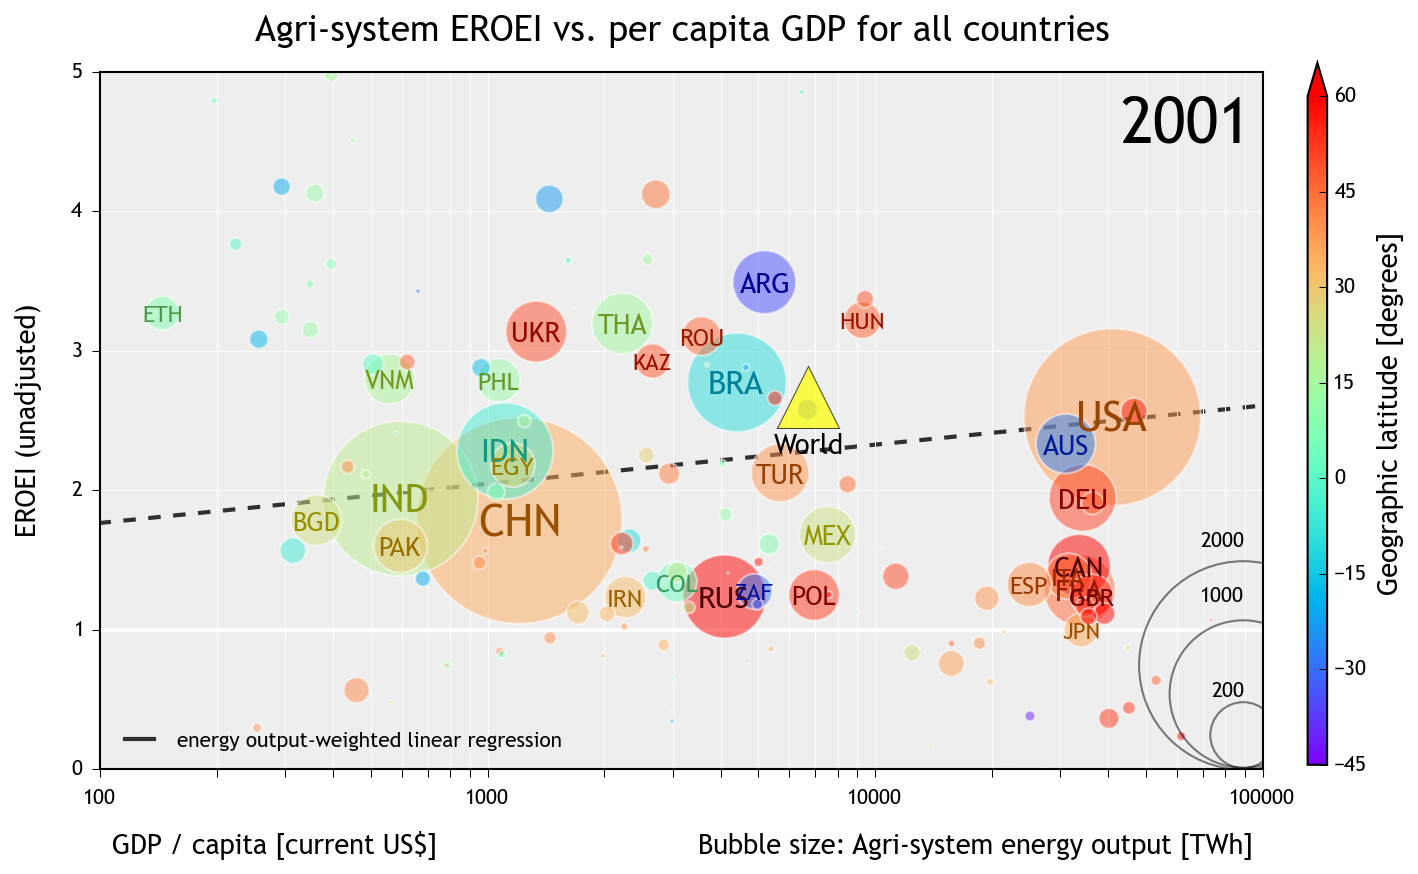 Agri-system EROEI vs. per capita GDP for all countries
2001
EROEI (unadjusted)
5
4
3
2
1
0
ETH
ARG
HUN
UKR
THA
ROU
KAZ
VNM
PHL
BRA
World
USA
IDN
EGY
AUS
TUR
IND
DEU
BGD
CHN
MEX
PAK
CAN
COL
ITA
ESP
FRA
IRN
RUS
ZAF
POL
GBR
JPN
2000
1000
200
energy output-weighted linear regression
100
1000
10000
100000
GDP / capita [current US$]
Bubble size: Agri-system energy output [TWh]
60
45
30
15
0
−15
−30
−45
Geographic latitude [degrees]